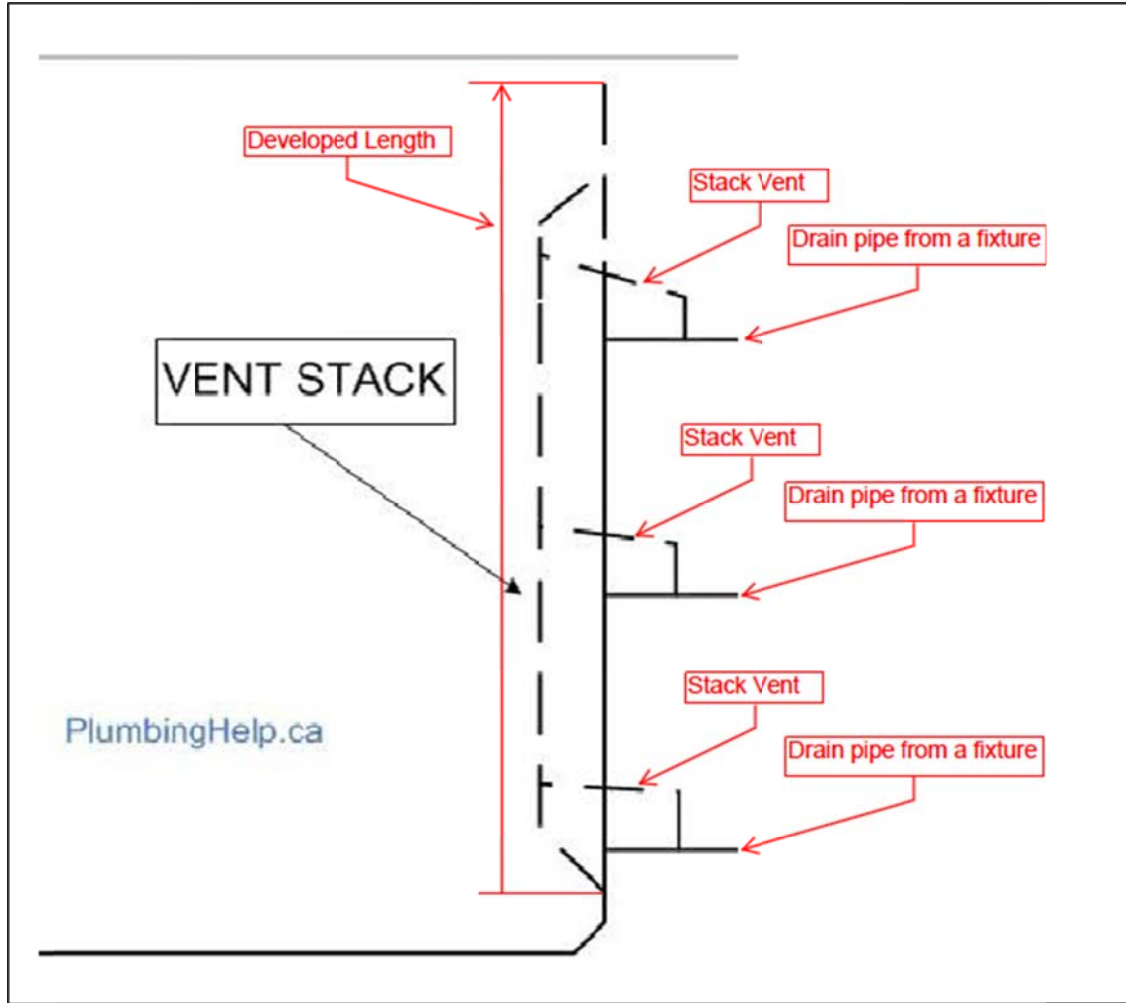 Developed Length
Stack Vent
Drain pipe from a fixture
VENT STACK
Stack Vent
Drain pipe from a fixture
Stack Vent
PlumbingHelp.ca
Drain pipe from a fixture